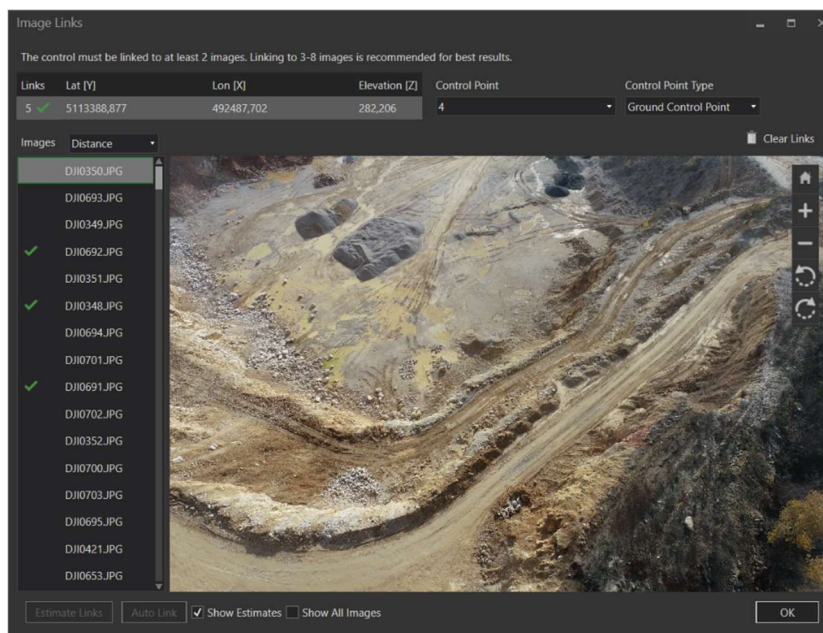 Image Links
The control must be linked to at least 2 images. Linking to 3-8 images is recommended for best results.
Links Lat [Y] Lon [X] Elevation [Z] Control Point Control Point Type
5 5113388,877 492487,702 282,206 4 Ground Control Point
Clear Links
Images Distance
DJI0350.JPG
DJI0693.JPG
DJI0349.JPG
DJI0692.JPG
DJI0351.JPG
DJI0348.JPG
DJI0694.JPG
DJI0701.JPG
DJI0691.JPG
DJI0702.JPG
DJI0352.JPG
DJI0700.JPG
DJI0703.JPG
DJI0695.JPG
DJI0421.JPG
DJI0653.JPG
Estimate Links Auto Link Show Estimates Show All Images OK